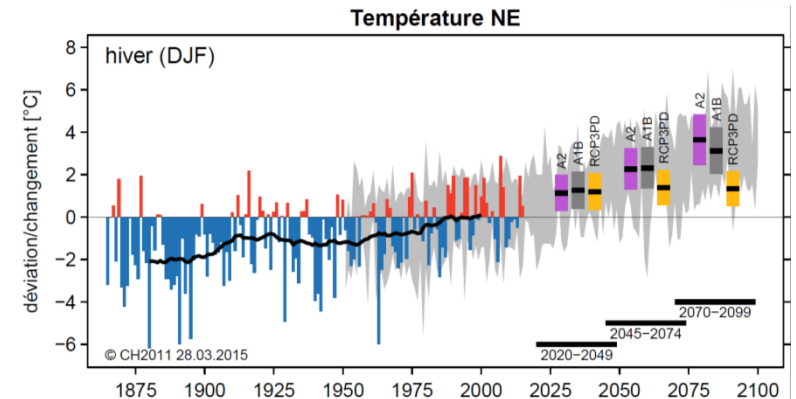 Température NE
hiver (DJF)
déviation/changement [°C]
8
6
4
2
0
−2
−4
−6
A2
A1B
RCP3PD
A2
A1B
RCP3PD
A2
A1B
RCP3PD
2070−2099
2045−2074
2020−2049
© CH2011 28.03.2015
1875 1900 1925 1950 1975 2000 2025 2050 2075 2100